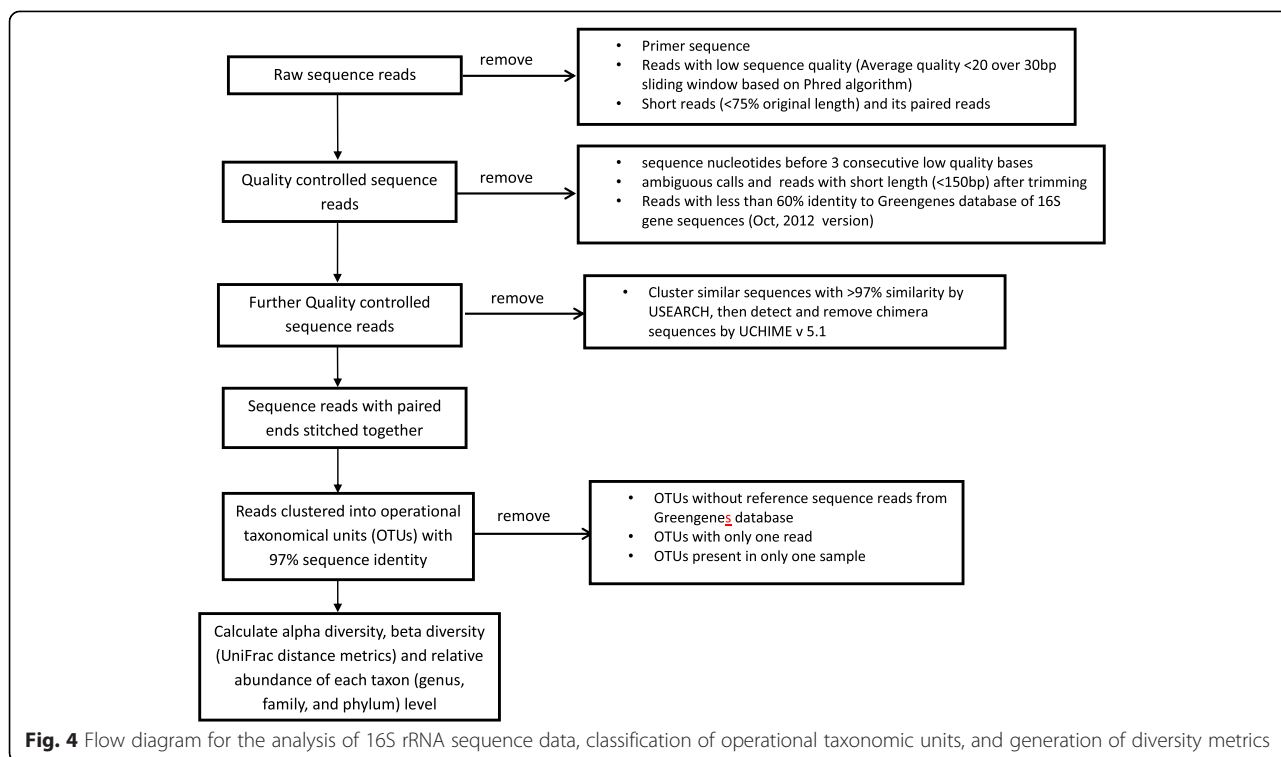 Raw sequence reads
remove
• Primer sequence
• Reads with low sequence quality (Average quality <20 over 30bp
sliding window based on Phred algorithm)
• Short reads (<75% original length) and its paired reads
Quality controlled sequence
reads
remove
• sequence nucleotides before 3 consecutive low quality bases
• ambiguous calls and reads with short length (<150bp) after trimming
• Reads with less than 60% identity to Greengenes database of 16S
gene sequences (Oct, 2012 version)
Further Quality controlled
sequence reads
remove
• Cluster similar sequences with >97% similarity by
USEARCH, then detect and remove chimera
sequences by UCHIME v 5.1
Sequence reads with paired
ends stitched together
Reads clustered into operational
taxonomical units (OTUs) with
97% sequence identity
remove
• OTUs without reference sequence reads from
Greengenes database
• OTUs with only one read
• OTUs present in only one sample
Calculate alpha diversity, beta diversity
(UniFrac distance metrics) and relative
abundance of each taxon (genus,
family, and phylum) level
Fig. 4 Flow diagram for the analysis of 16S rRNA sequence data, classification of operational taxonomic units, and generation of diversity metrics